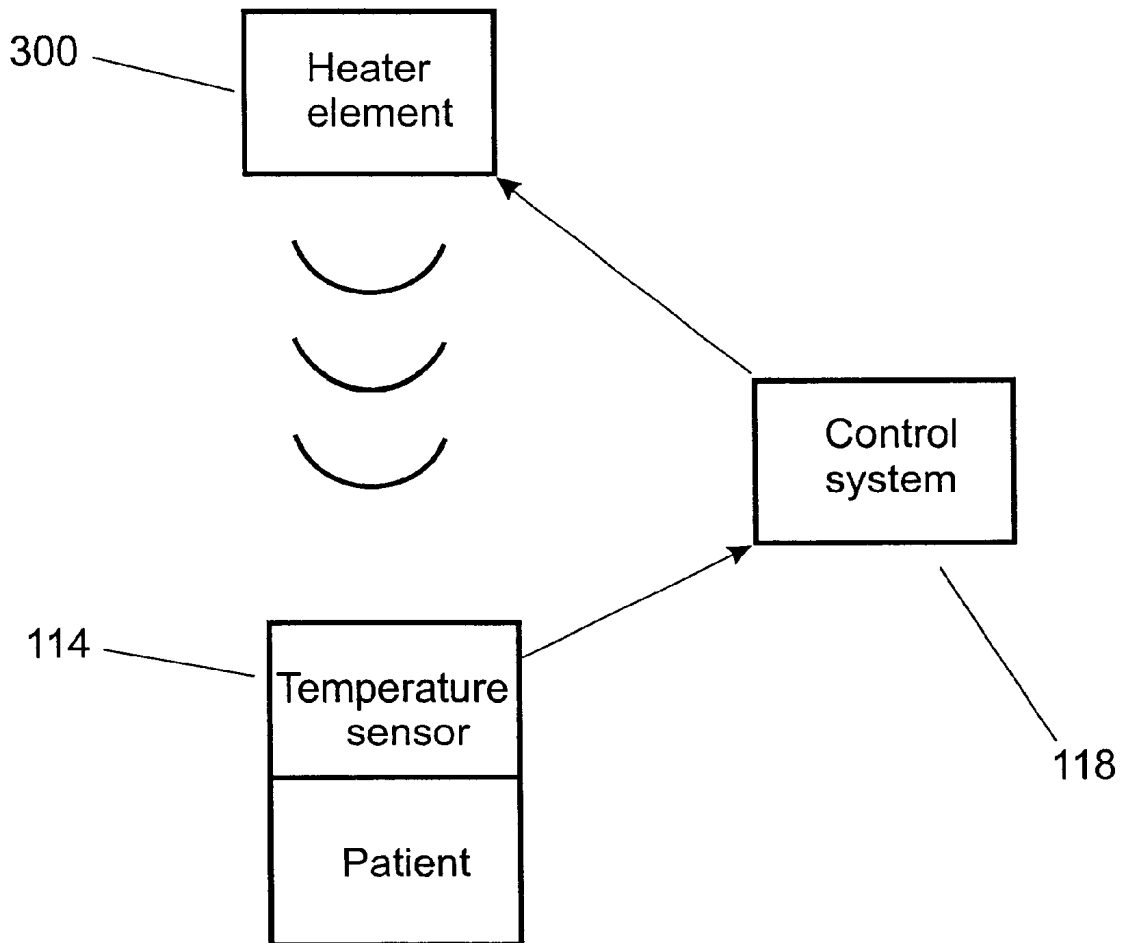 300
Heater
element
Control
system
114
Temperature
sensor
118
Patient